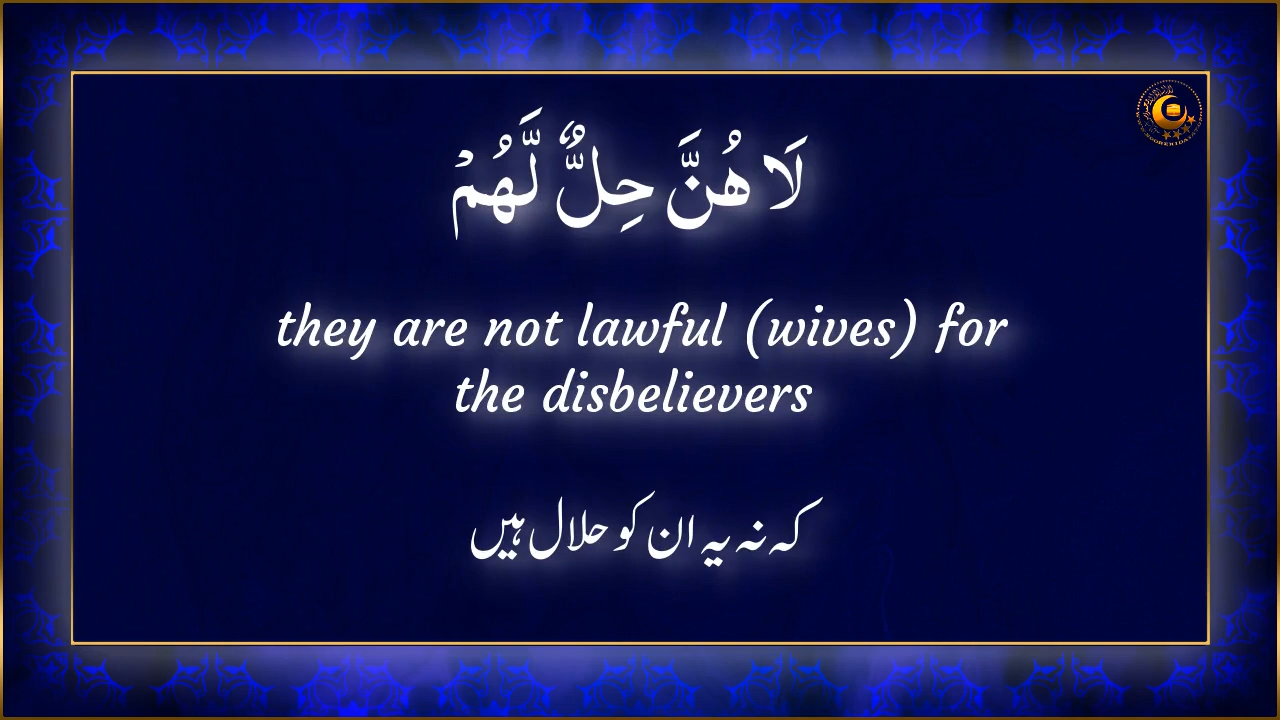 لَا هُنَّ حِلٌّ لَّهُمْ
they are not lawful (wives) for
the disbelievers
کہ نہ یہ ان کو حلال ہیں